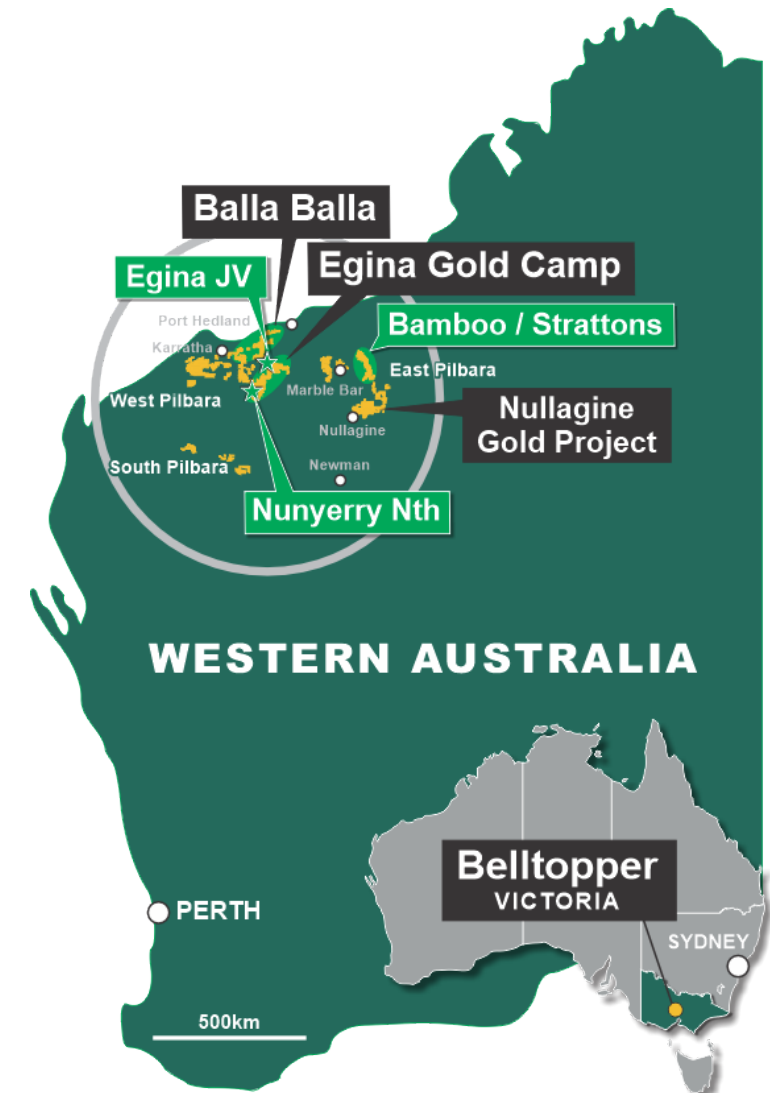 Balla Balla
Egina JV
Egina Gold Camp
Port Hedland
Bamboo / Strattons
Karratha
East Pilbara
Marble Bar
West Pilbara
Nullagine
Gold Project
Nullagine
South Pilbara
Newman
Nunyerry Nth
WESTERN AUSTRALIA
Belltopper
VICTORIA
PERTH
SYDNEY
500km